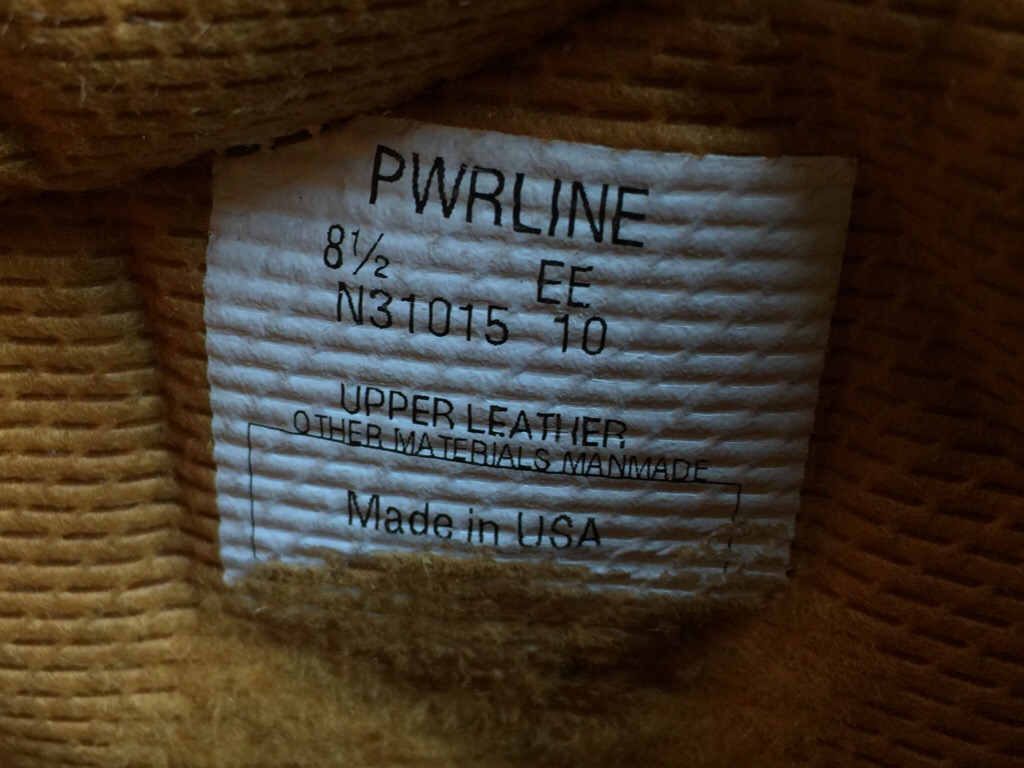 PWRLINE
8½ EE
N31015 10
UPPER LEATHER
OTHER MATERIALS MANMADE
Made in USA